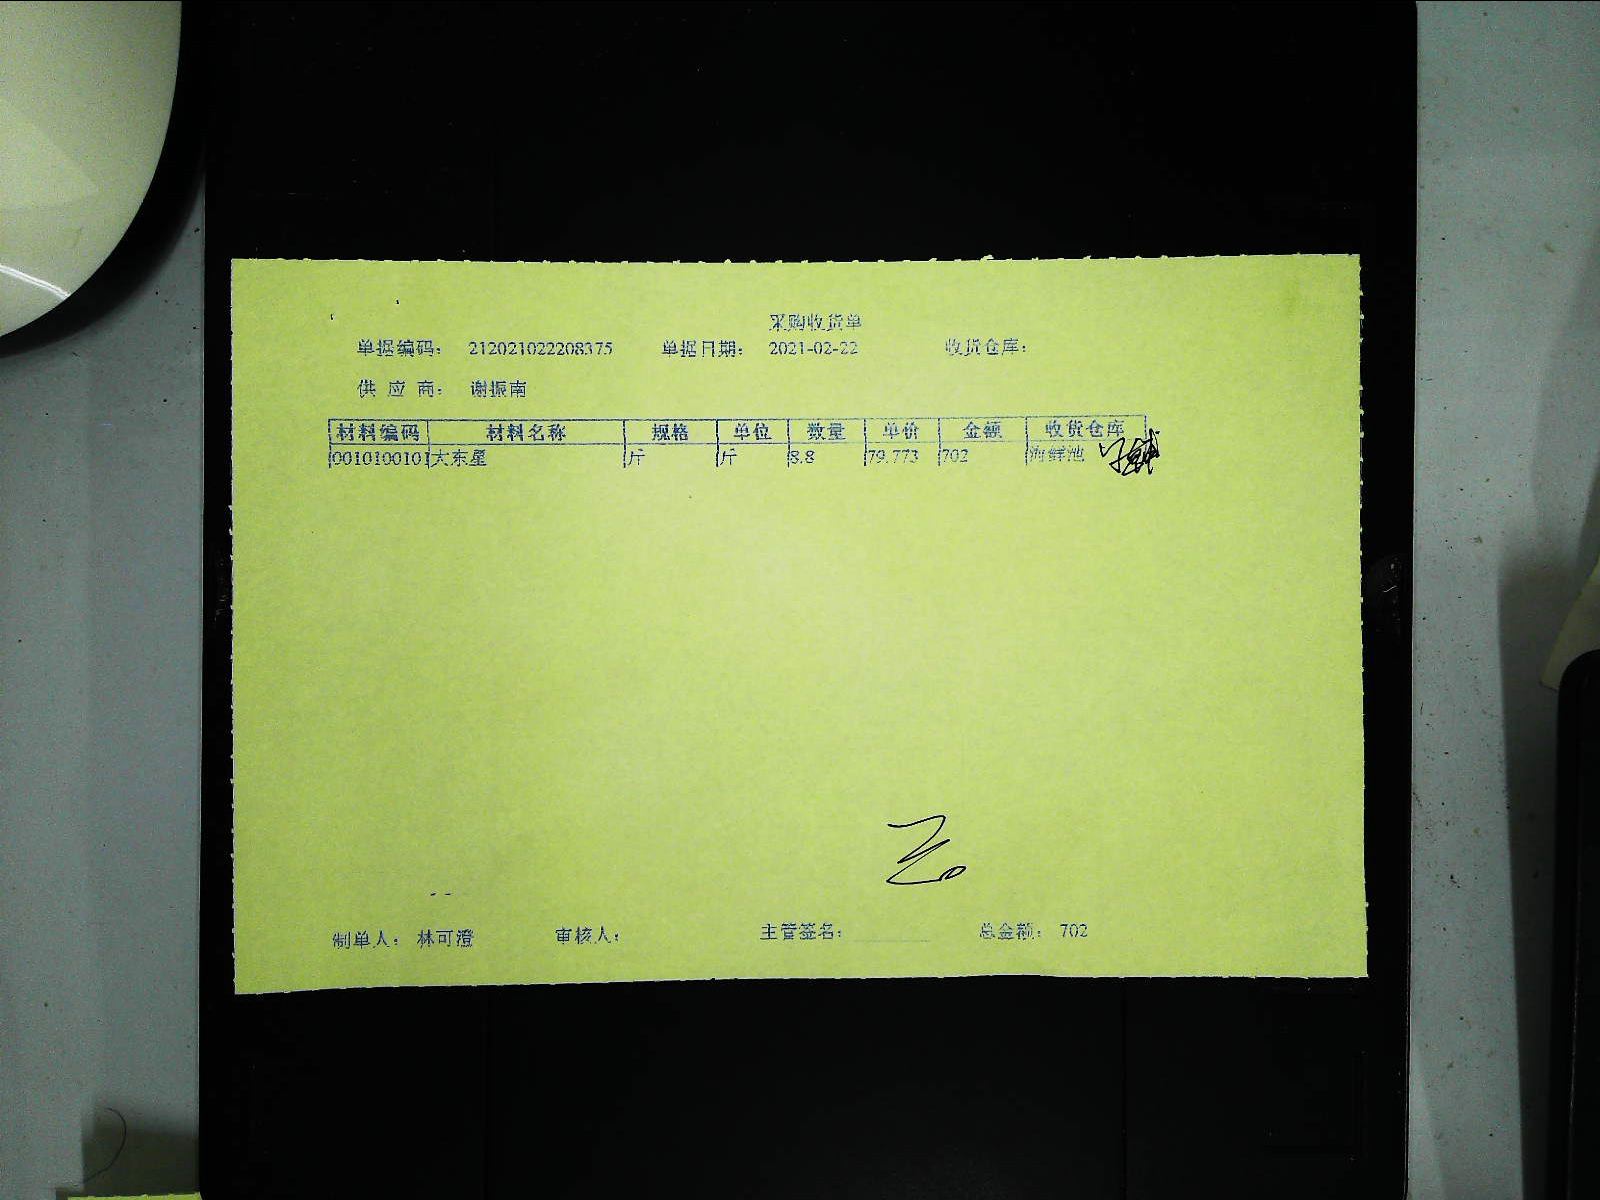 采购收货单
单据编码： 212021022208375 单据日期： 2021-02-22 收货仓库：
供 应 商： 谢振南
材料编码 材料名称 规格 单位 数量 单价 金额 收货仓库
0010100101 大东星 斤 斤 8.8 79.773 702 海鲜池
制单人： 林可澄 审核人： 主管签名： 总金额： 702